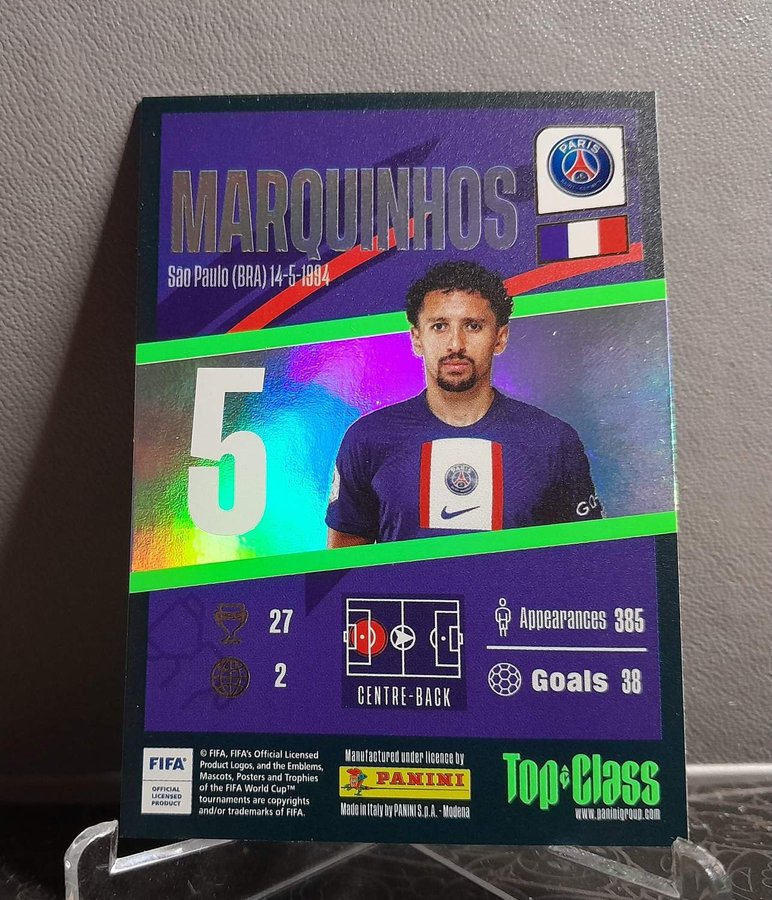 PARIS
MARQUINHOS
São Paulo (BRA) 14-5-1994
5
PARIS
27
2
CENTRE-BACK
Appearances 385
Goals 38
FIFA®
OFFICIAL
LICENSED
PRODUCT
© FIFA, FIFA's Official Licensed
Product Logos, and the Emblems,
Mascots, Posters and Trophies
of the FIFA World Cup™
tournaments are copyrights
and/or trademarks of FIFA.
Manufactured under licence by
PANINI
Made in Italy by PANINI S.p.A. - Modena
Top Class
www.paninigroup.com